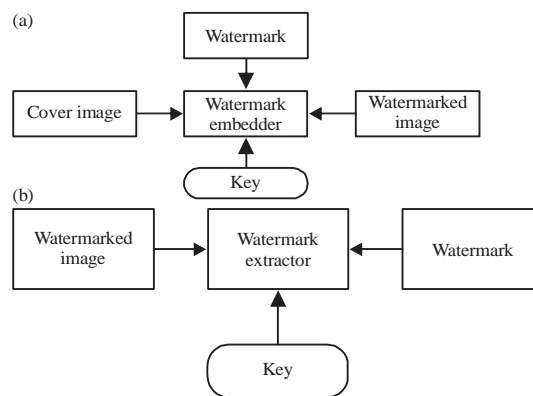 (a)
Watermark
Cover image
Watermark
embedder
Watermarked
image
Key
(b)
Watermarked
image
Watermark
extractor
Watermark
Key